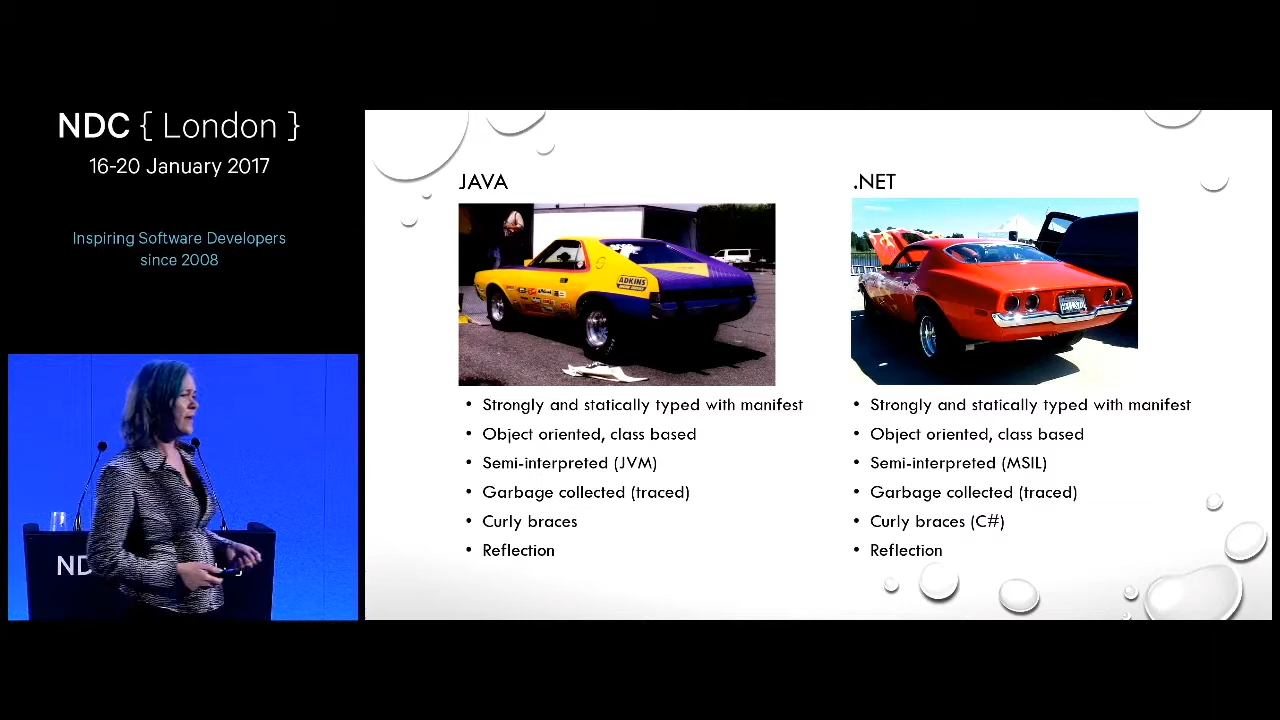 NDC { London }
16-20 January 2017
Inspiring Software Developers
since 2008
ND
JAVA
ADKINS
• Strongly and statically typed with manifest
• Object oriented, class based
• Semi-interpreted (JVM)
• Garbage collected (traced)
• Curly braces
• Reflection
.NET
• Strongly and statically typed with manifest
• Object oriented, class based
• Semi-interpreted (MSIL)
• Garbage collected (traced)
• Curly braces (C#)
• Reflection